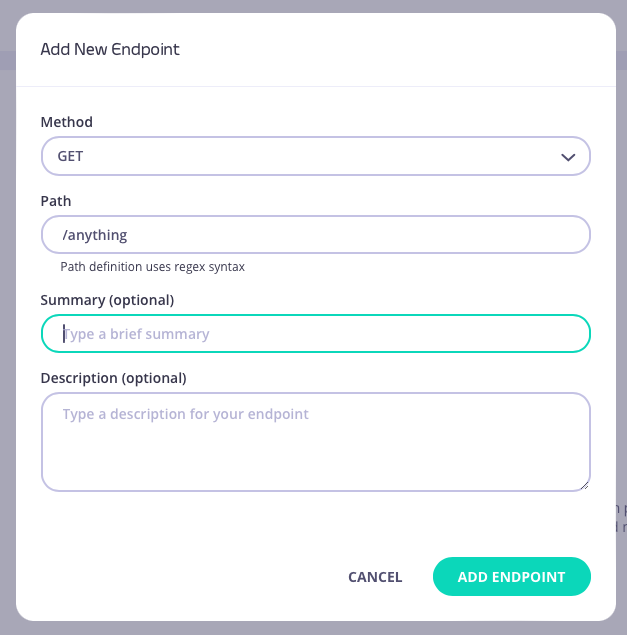 Add New Endpoint
Method
GET
Path
/anything
Path definition uses regex syntax
Summary (optional)
Type a brief summary
Description (optional)
Type a description for your endpoint
CANCEL
ADD ENDPOINT